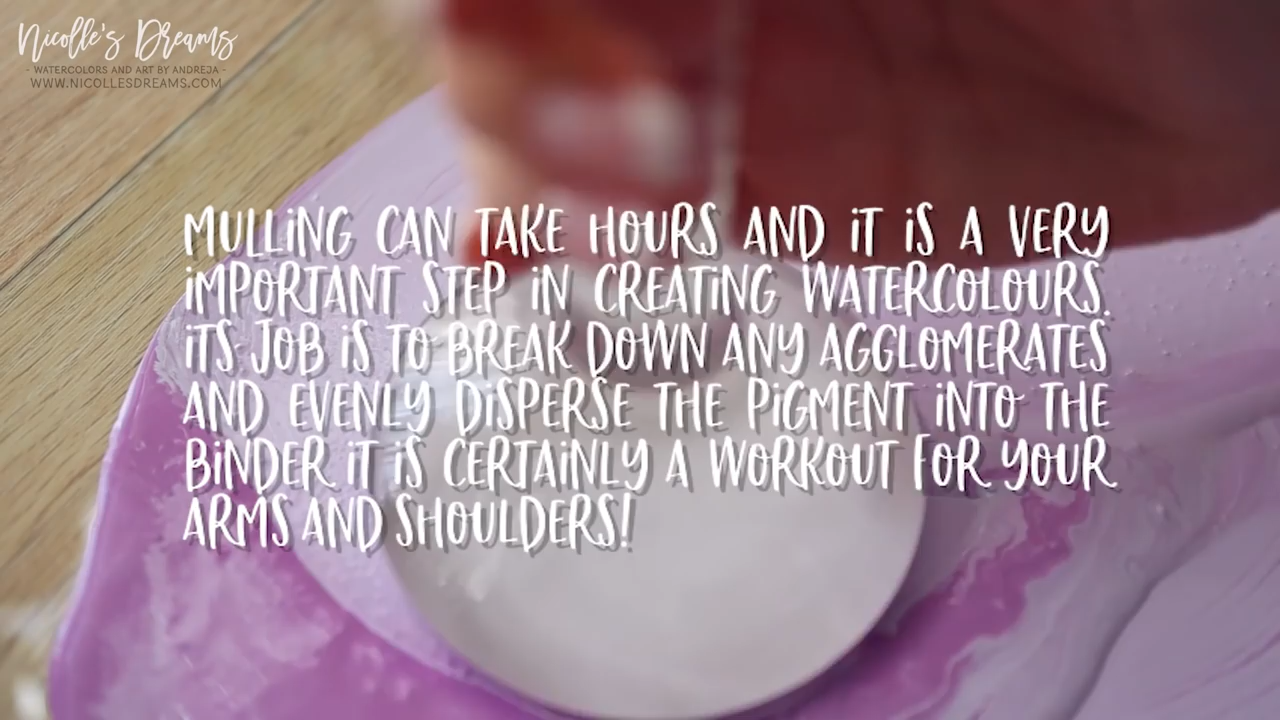 Nicolle's Dreams
- WATERCOLORS AND ART BY ANDREJA -
WWW.NICOLLESDREAMS.COM
MULLiNG CAN TAKE HOURS AND iT iS A VERY
iMPORTANT STEP iN CREATiNG WATERCOLOURS.
iTS JOB iS TO BREAK DOWN ANY AGGLOMERATES
AND EVENLY DiSPERSE THE PiGMENT iNTO THE
BiNDER iT iS CERTAiNLY A WORKOUT FOR YOUR
ARMS AND SHOULDERS!